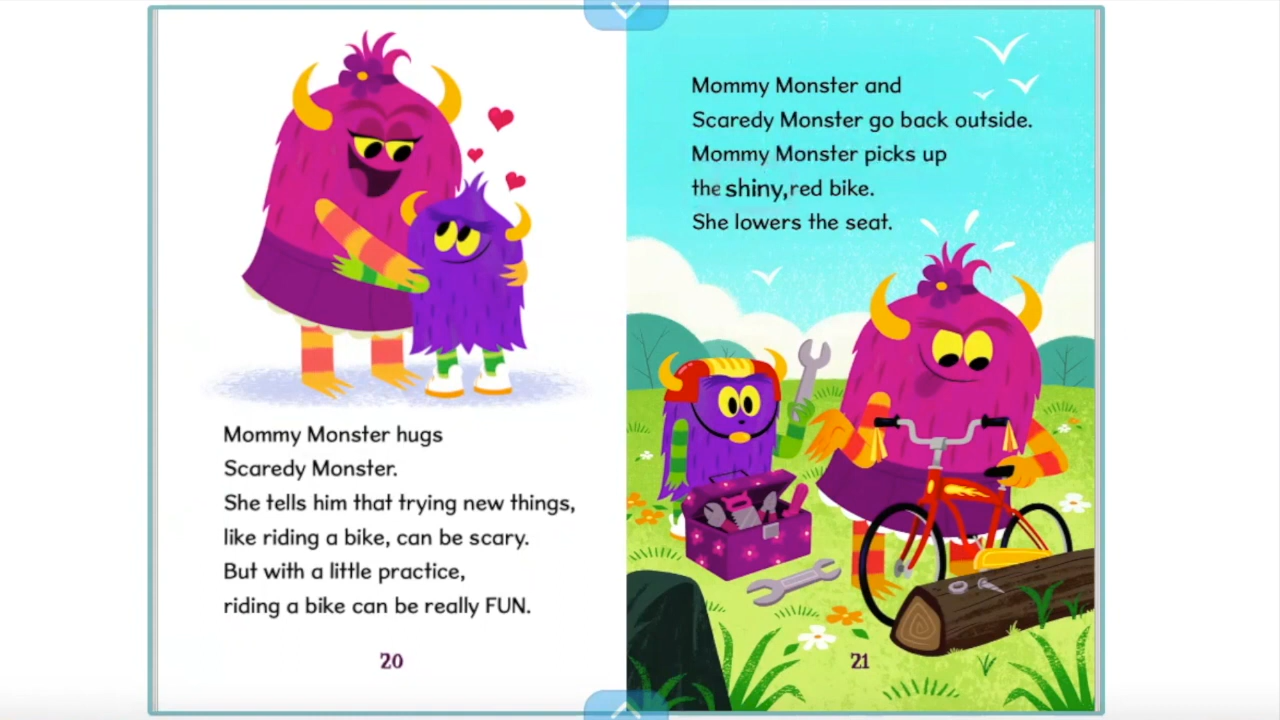 Mommy Monster hugs
Scaredy Monster.
She tells him that trying new things,
like riding a bike, can be scary.
But with a little practice,
riding a bike can be really FUN.
20
Mommy Monster and
Scaredy Monster go back outside.
Mommy Monster picks up
the shiny, red bike.
She lowers the seat.
21